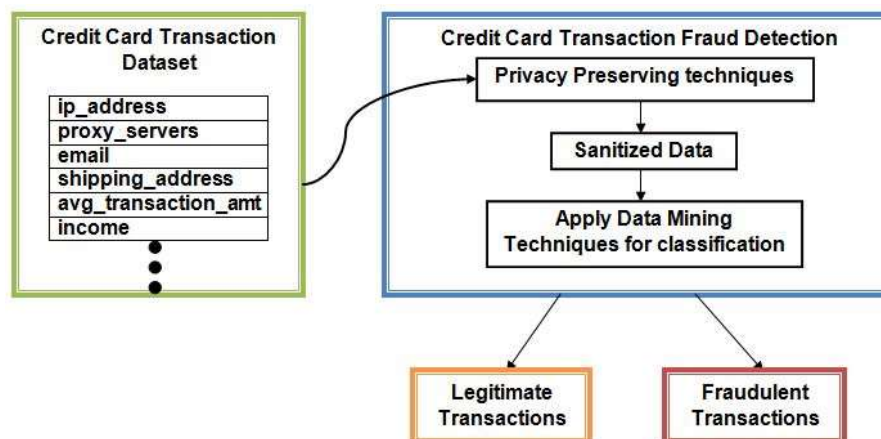 Credit Card Transaction
Dataset
ip_address
proxy_servers
email
shipping_address
avg_transaction_amt
income
Credit Card Transaction Fraud Detection
Privacy Preserving techniques
Sanitized Data
Apply Data Mining
Techniques for classification
Legitimate
Transactions
Fraudulent
Transactions